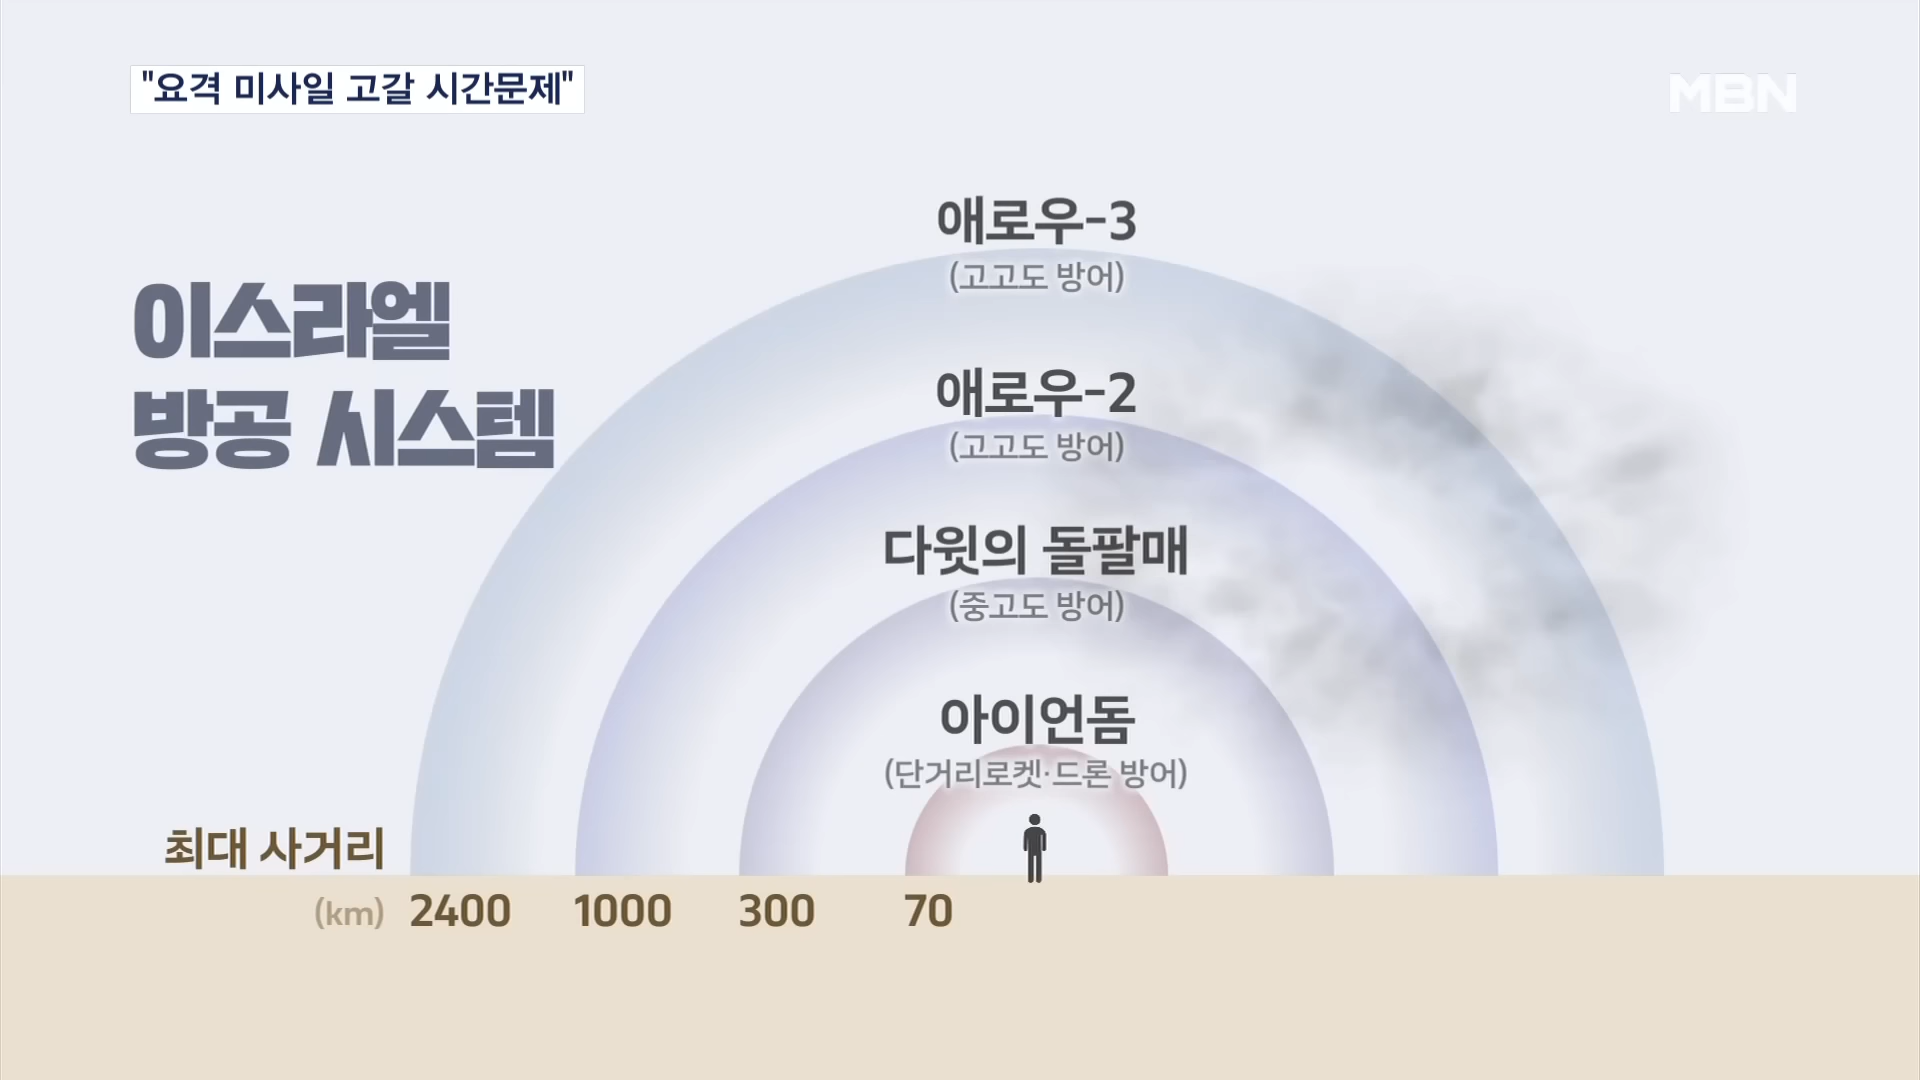 "요격 미사일 고갈 시간문제"
MBN
이스라엘
방공 시스템
애로우-3
(고고도 방어)
애로우-2
(고고도 방어)
다윗의 돌팔매
(중고도 방어)
아이언돔
(단거리로켓·드론 방어)
최대 사거리
(km) 2400 1000 300 70